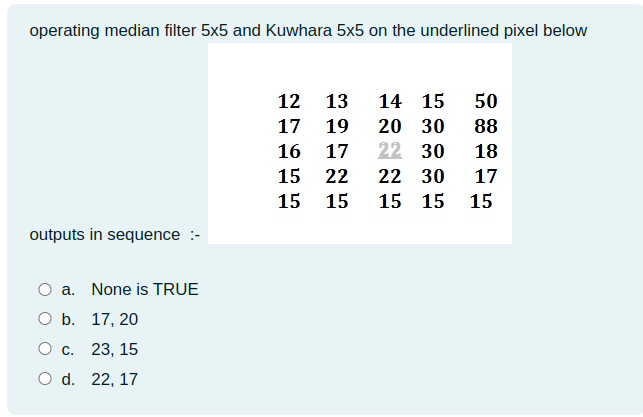 operating median filter 5x5 and Kuwhara 5x5 on the underlined pixel below
12 13 14 15 50
17 19 20 30 88
16 17 22 30 18
15 22 22 30 17
15 15 15 15 15
outputs in sequence :-
a. None is TRUE
b. 17, 20
c. 23, 15
d. 22, 17